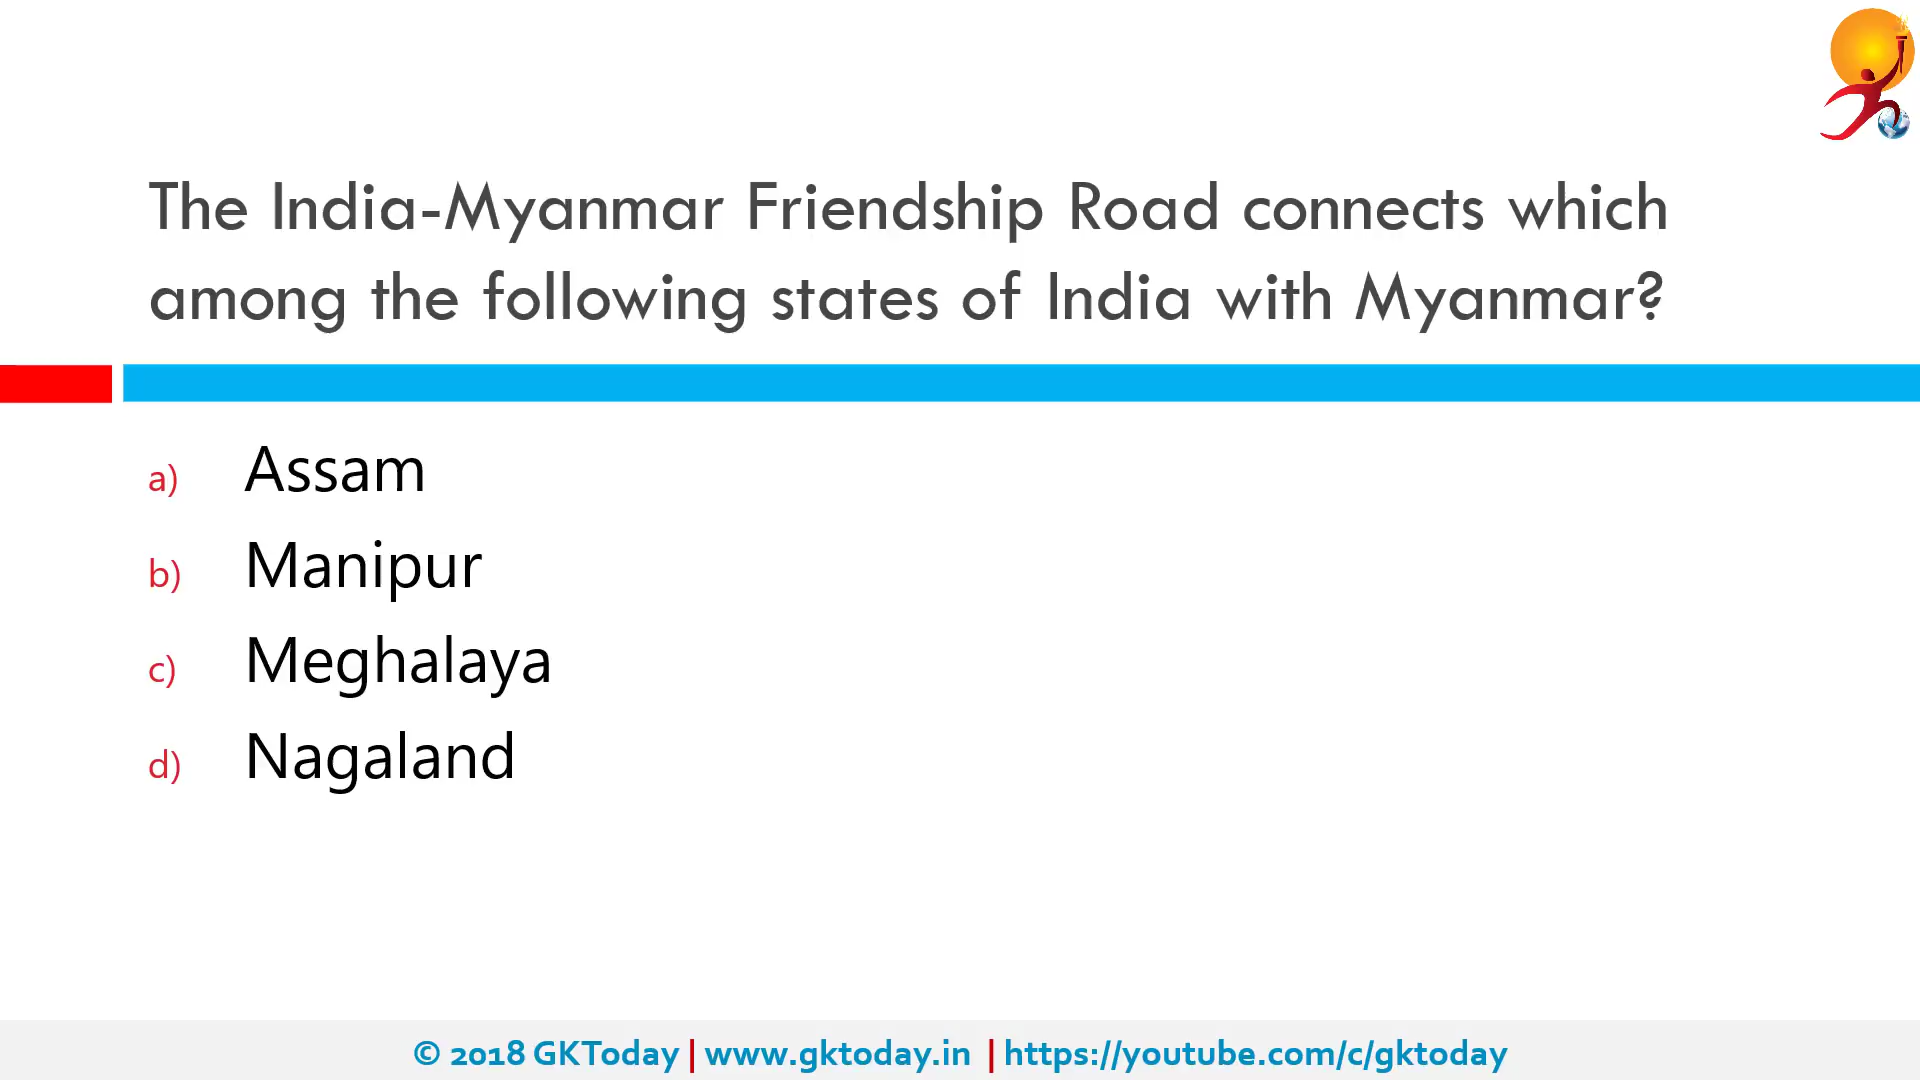 The India-Myanmar Friendship Road connects which
among the following states of India with Myanmar?
a) Assam
b) Manipur
c) Meghalaya
d) Nagaland
© 2018 GKToday | www.gktoday.in | https://youtube.com/c/gktoday